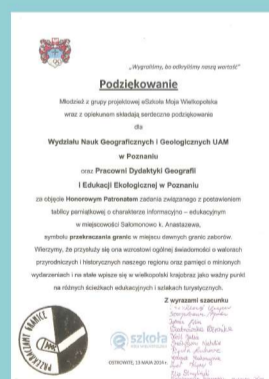 „Wygraliśmy, bo odkryliśmy naszą wartość"
Podziękowanie
Młodzież z grupy projektowej eSzkoła Moja Wielkopolska
wraz z opiekunem składają serdeczne podziękowanie
dla
Wydziału Nauk Geograficznych i Geologicznych UAM
w Poznaniu
oraz Pracowni Dydaktyki Geografii
i Edukacji Ekologicznej w Poznaniu
za objęcie Honorowym Patronatem zadania związanego z postawieniem
tablicy pamiątkowej o charakterze informacyjno – edukacyjnym
w miejscowości Salomonowo k. Anastazewa,
symbolu przekraczania granic w miejscu dawnych granic zaborów.
Wierzymy, że przysłuży się ona wzrostowi ogólnej świadomości o walorach
przyrodniczych i historycznych naszego regionu oraz pamięci o minionych
wydarzeniach i na stałe wpisze się w wielkopolski krajobraz jako ważny punkt
na różnych ścieżkach edukacyjnych i szlakach turystycznych.
Z wyrazami szacunku
PRZEKRACZAMY GRANICE
e szkoła
OSTROWITE, 13 MAJA 2014 r.